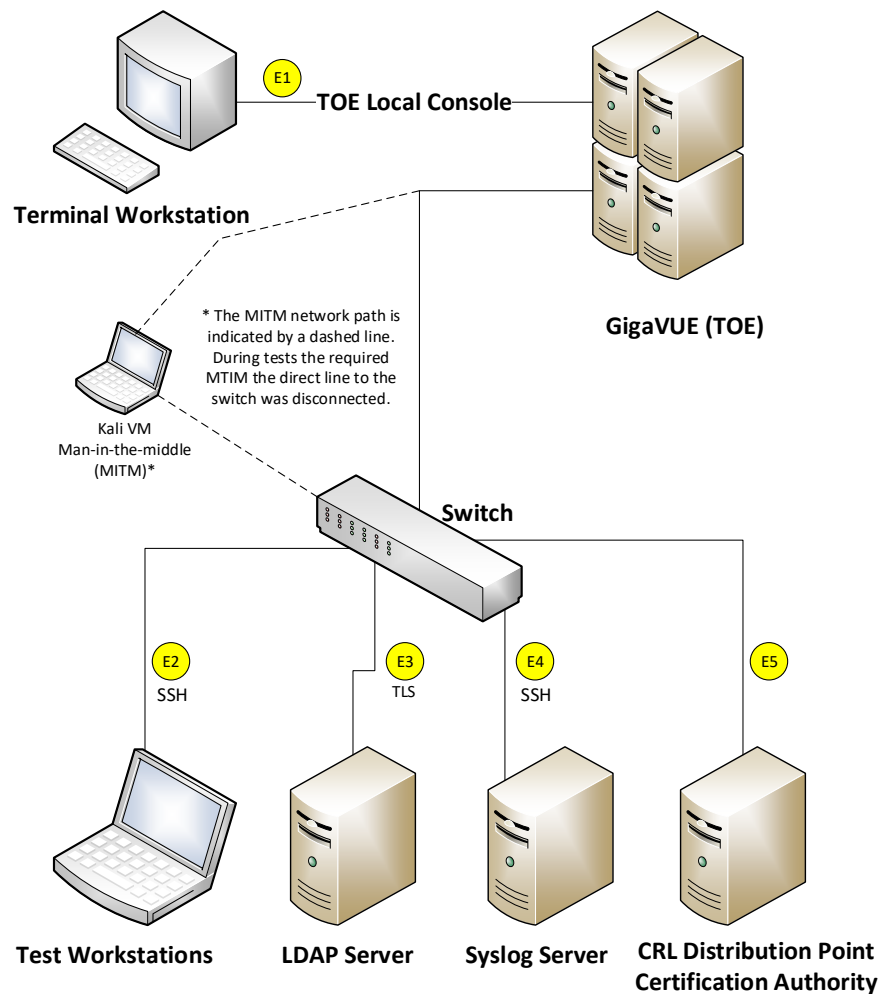 E1
TOE Local Console
Terminal Workstation
GigaVUE (TOE)
* The MITM network path is
indicated by a dashed line.
During tests the required
MTIM the direct line to the
switch was disconnected.
Kali VM
Man-in-the-middle
(MITM)*
Switch
E2
SSH
E3
TLS
E4
SSH
E5
Test Workstations
LDAP Server
Syslog Server
CRL Distribution Point
Certification Authority